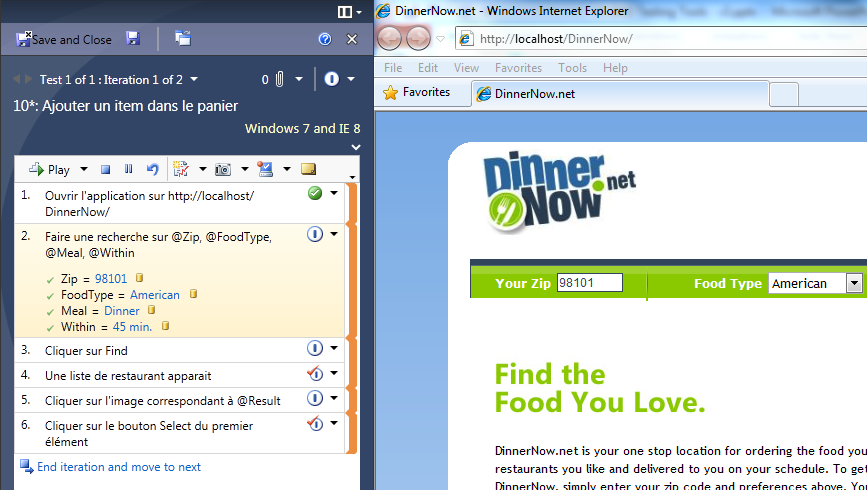 Save and Close
Test 1 of 1 : Iteration 1 of 2
0
10*: Ajouter un item dans le panier
Windows 7 and IE 8
Play
1. Ouvrir l'application sur http://localhost/
DinnerNow/
2. Faire une recherche sur @Zip, @FoodType,
@Meal, @Within
Zip = 98101
FoodType = American
Meal = Dinner
Within = 45 min.
3. Cliquer sur Find
4. Une liste de restaurant apparait
5. Cliquer sur l'image correspondant à @Result
6. Cliquer sur le bouton Select du premier
élément
End iteration and move to next
DinnerNow.net - Windows Internet Explorer
http://localhost/DinnerNow/
File Edit View Favorites Tools Help
Favorites
DinnerNow.net
Dinner
Now
.net
Your Zip 98101 Food Type American
Find the
Food You Love.
DinnerNow.net is your one stop location for ordering the food you
restaurants you like and delivered to you on your schedule. To get
DinnerNow, simply enter your zip code and preferences above. You